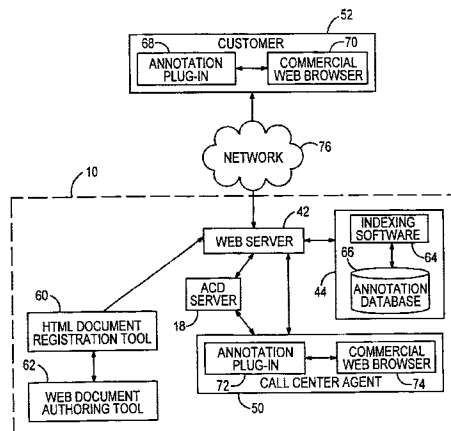 52
CUSTOMER
68
70
ANNOTATION
PLUG-IN
COMMERCIAL
WEB BROWSER
NETWORK
76
10
42
WEB SERVER
INDEXING
SOFTWARE
66
64
ANNOTATION
DATABASE
44
ACD
SERVER
18
60
HTML DOCUMENT
REGISTRATION TOOL
62
WEB DOCUMENT
AUTHORING TOOL
ANNOTATION
PLUG-IN
COMMERCIAL
WEB BROWSER
72
CALL CENTER AGENT
74
50